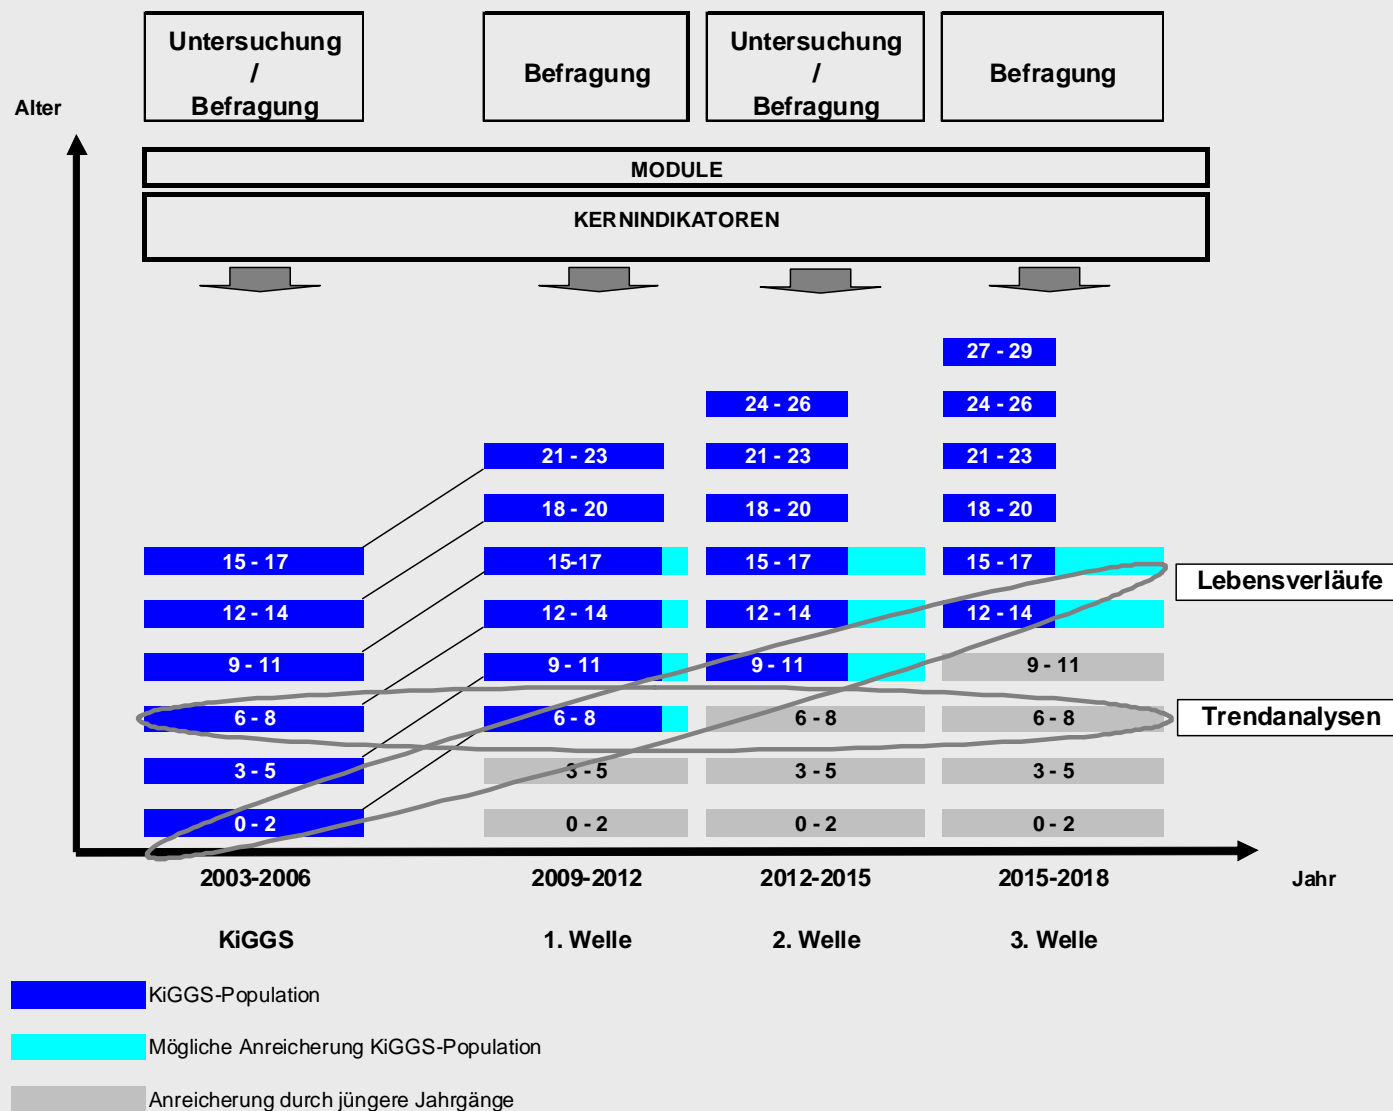 Untersuchung
/
Befragung
Befragung
Untersuchung
/
Befragung
Befragung
Alter
MODULE
KERNINDIKATOREN
27 - 29
24 - 26
24 - 26
21 - 23
21 - 23
21 - 23
18 - 20
18 - 20
18 - 20
15 - 17
15-17
15 - 17
15 - 17
Lebensverläufe
12 - 14
12 - 14
12 - 14
12 - 14
9 - 11
9 - 11
9 - 11
9 - 11
6 - 8
6 - 8
6 - 8
6 - 8
Trendanalysen
3 - 5
3 - 5
3 - 5
3 - 5
0 - 2
0 - 2
0 - 2
0 - 2
2003-2006
2009-2012
2012-2015
2015-2018
Jahr
KiGGS
1. Welle
2. Welle
3. Welle
KiGGS-Population
Mögliche Anreicherung KiGGS-Population
Anreicherung durch jüngere Jahrgänge